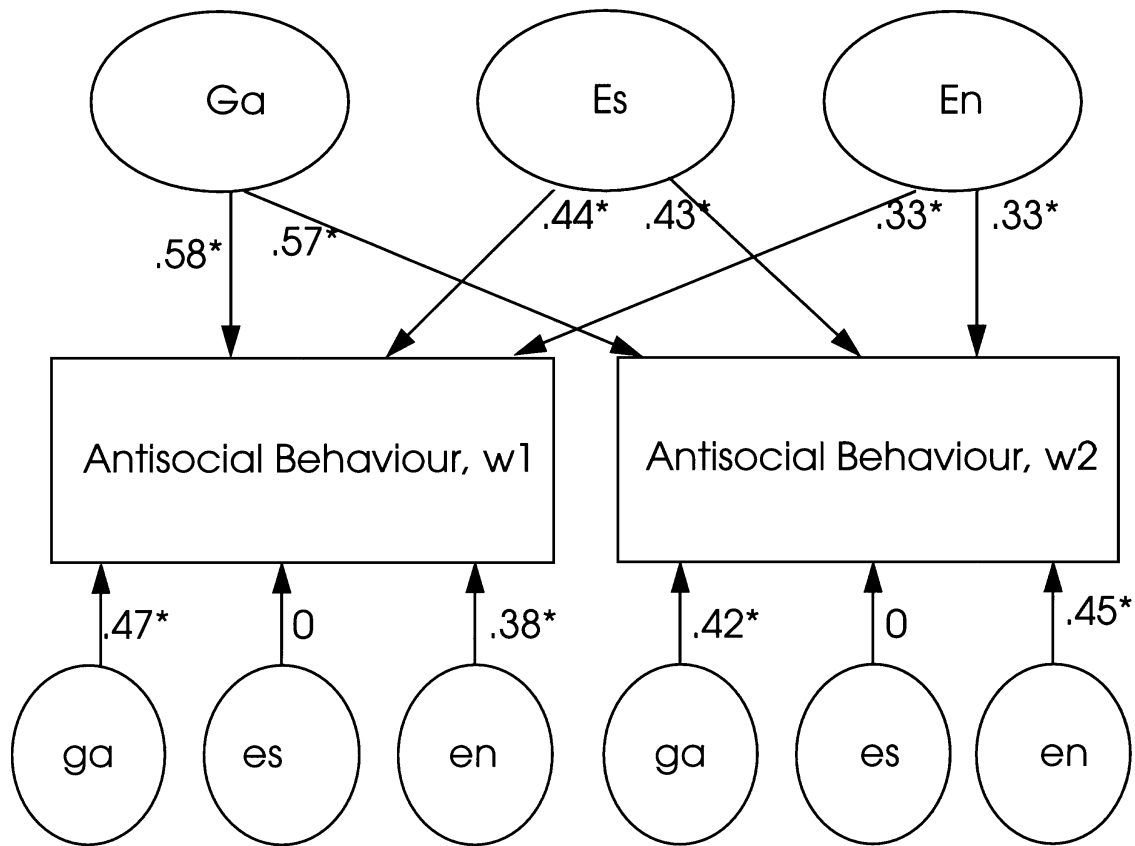 Ga Es En
.58* .57* .44* .43* .33* .33*
Antisocial Behaviour, w1
Antisocial Behaviour, w2
.47* 0 .38* .42* 0 .45*
ga es en ga es en